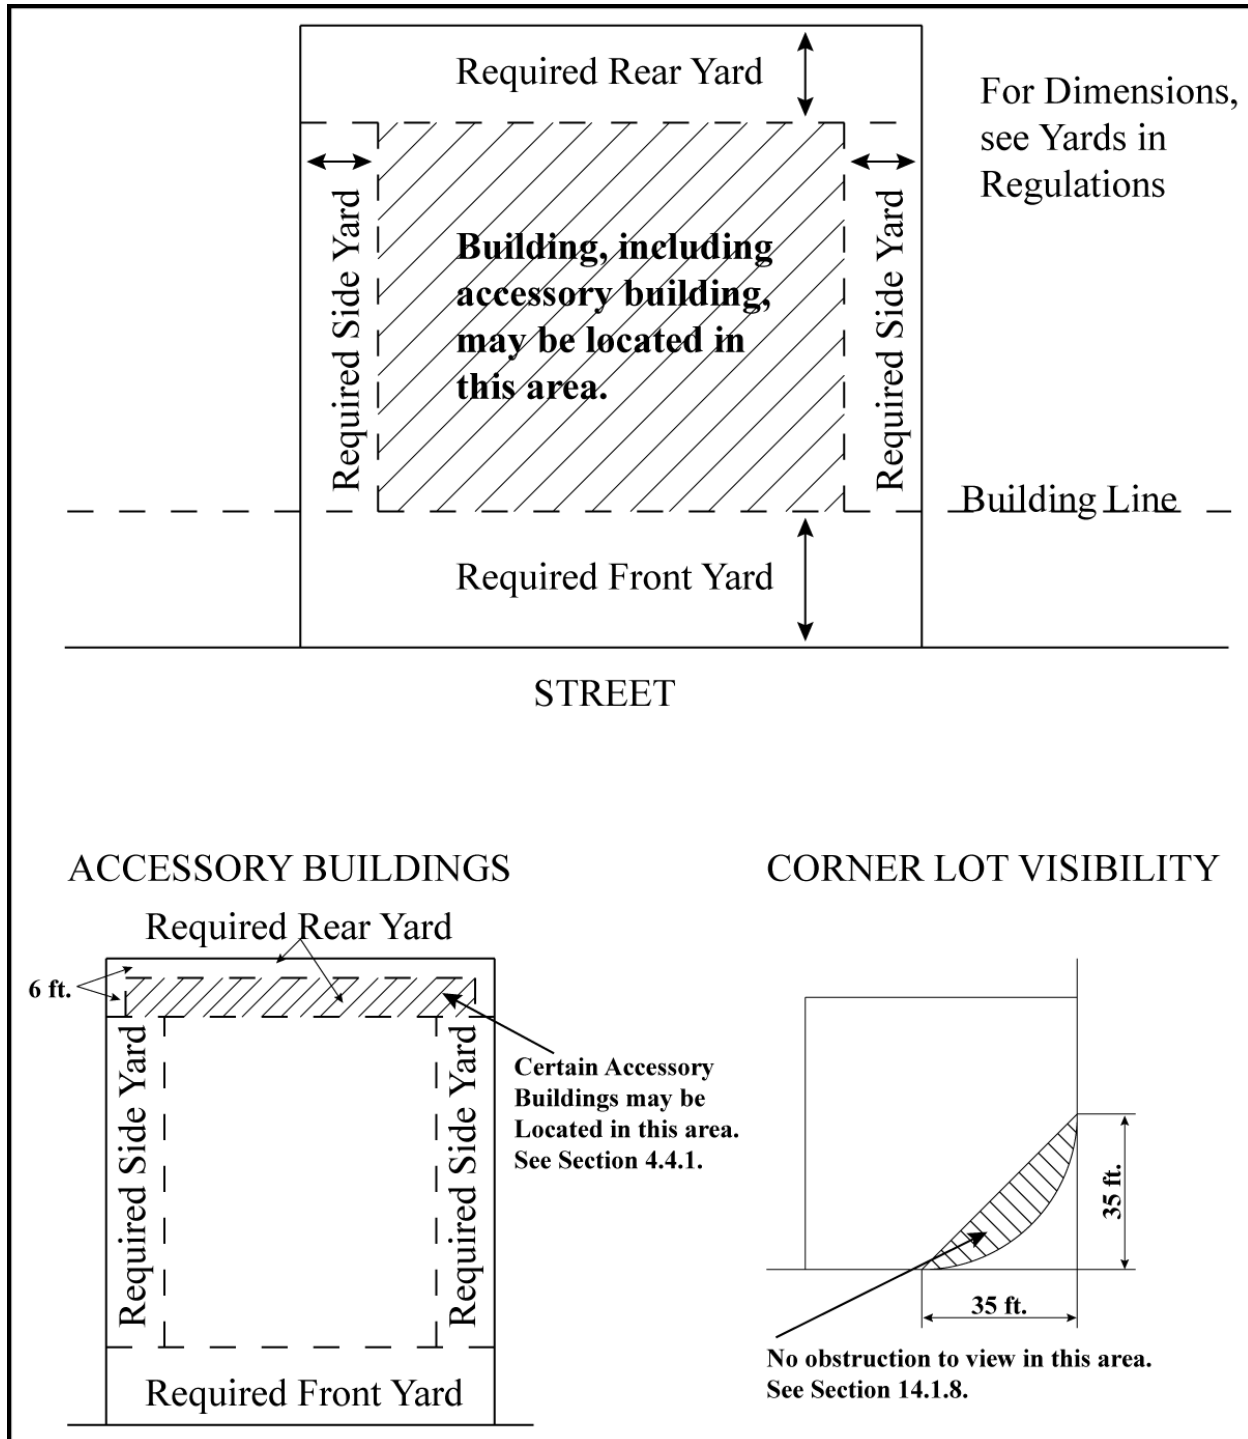 Required Rear Yard
For Dimensions,
see Yards in
Regulations
Required Side Yard
Building, including
accessory building,
may be located in
this area.
Required Side Yard
Building Line
Required Front Yard
STREET
ACCESSORY BUILDINGS
Required Rear Yard
6 ft.
Required Side Yard
Required Side Yard
Certain Accessory
Buildings may be
Located in this area.
See Section 4.4.1.
Required Front Yard
CORNER LOT VISIBILITY
35 ft.
35 ft.
No obstruction to view in this area.
See Section 14.1.8.